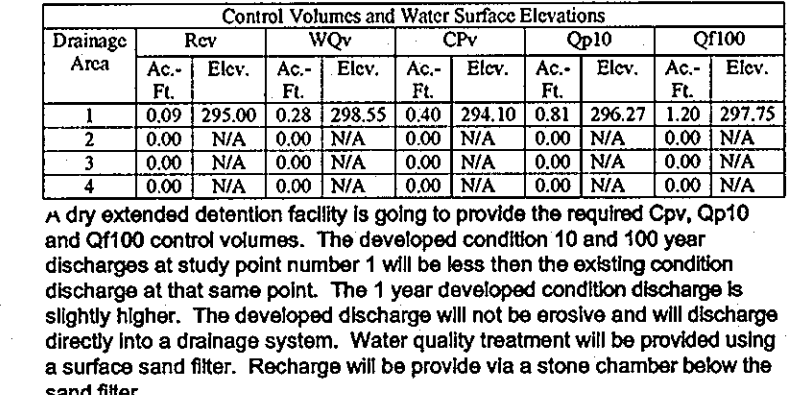 Control Volumes and Water Surface Elevations
Drainage Area Rev WQv CPv Qp10 Qf100
Ac.-Ft. Elev. Ac.-Ft. Elev. Ac.-Ft. Elev. Ac.-Ft. Elev. Ac.-Ft. Elev.
1 0.09 295.00 0.28 298.55 0.40 294.10 0.81 296.27 1.20 297.75
2 0.00 N/A 0.00 N/A 0.00 N/A 0.00 N/A 0.00 N/A
3 0.00 N/A 0.00 N/A 0.00 N/A 0.00 N/A 0.00 N/A
4 0.00 N/A 0.00 N/A 0.00 N/A 0.00 N/A 0.00 N/A
A dry extended detention facility is going to provide the required Cpv, Qp10
and Qf100 control volumes. The developed condition 10 and 100 year
discharges at study point number 1 will be less then the existing condition
discharge at that same point. The 1 year developed condition discharge is
slightly higher. The developed discharge will not be erosive and will discharge
directly into a drainage system. Water quality treatment will be provided using
a surface sand filter. Recharge will be provide via a stone chamber below the
sand filter